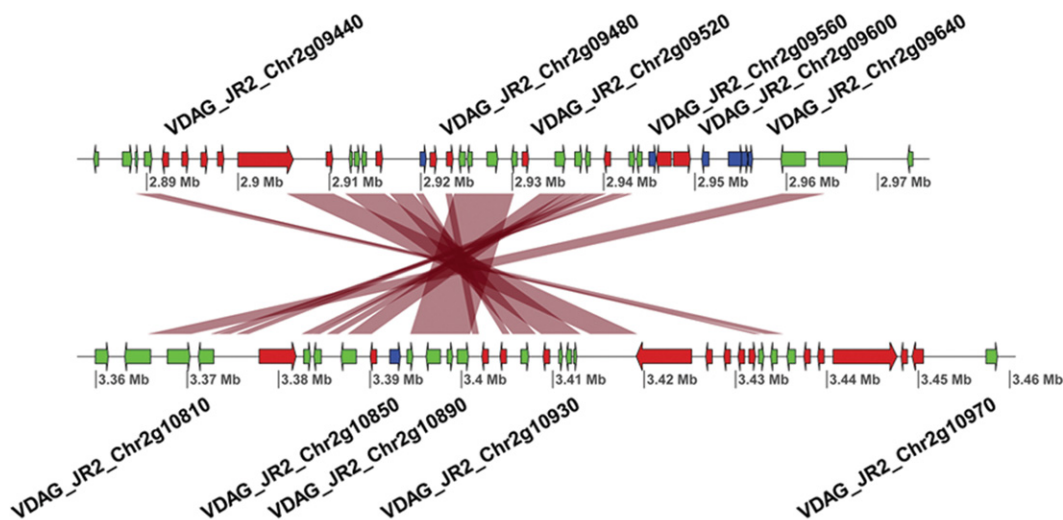 VDAG_JR2_Chr2g09440
VDAG_JR2_Chr2g09480
VDAG_JR2_Chr2g09520
VDAG_JR2_Chr2g09560
VDAG_JR2_Chr2g09600
VDAG_JR2_Chr2g09640
2.89 Mb 2.9 Mb 2.91 Mb 2.92 Mb 2.93 Mb 2.94 Mb 2.95 Mb 2.96 Mb 2.97 Mb
3.36 Mb 3.37 Mb 3.38 Mb 3.39 Mb 3.4 Mb 3.41 Mb 3.42 Mb 3.43 Mb 3.44 Mb 3.45 Mb 3.46 Mb
VDAG_JR2_Chr2g10810
VDAG_JR2_Chr2g10850
VDAG_JR2_Chr2g10890
VDAG_JR2_Chr2g10930
VDAG_JR2_Chr2g10970